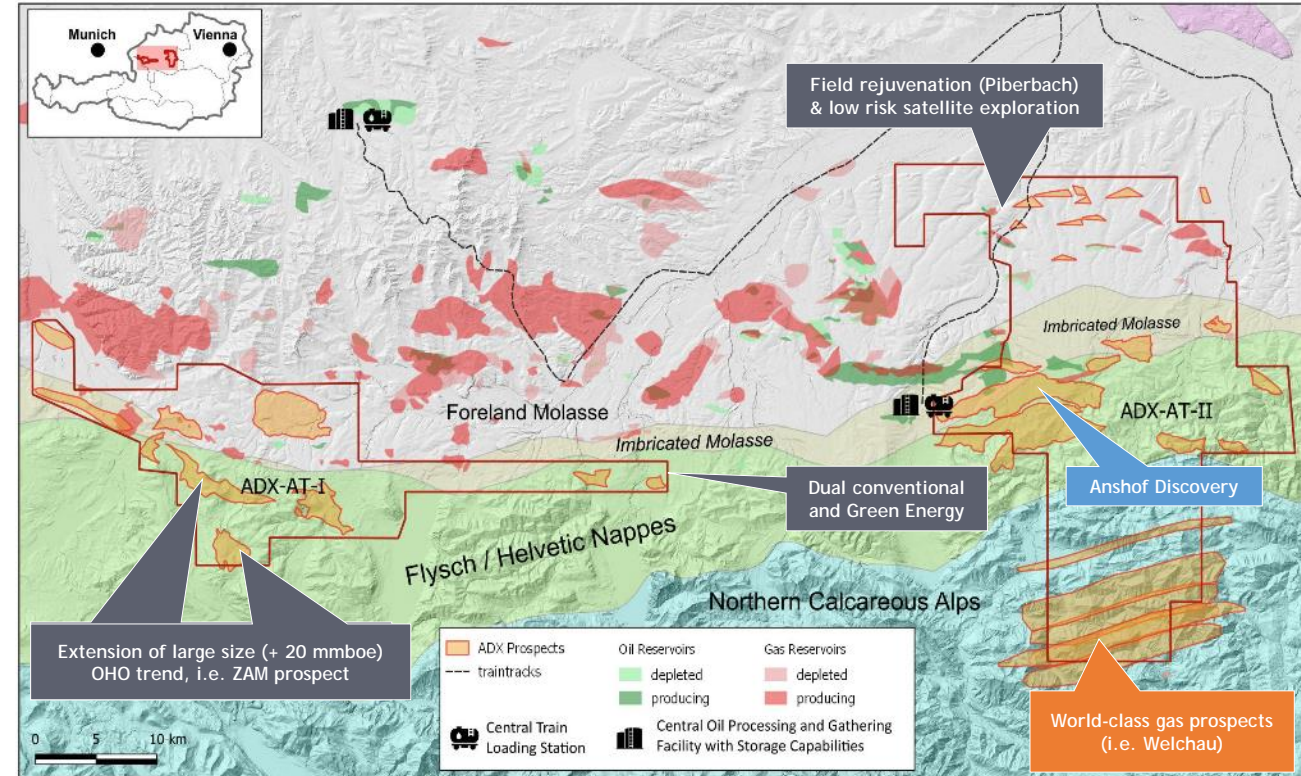 Munich
Vienna
Field rejuvenation (Piberbach)
& low risk satellite exploration
Imbricated Molasse
Foreland Molasse
Imbricated Molasse
ADX-AT-II
ADX-AT-I
Anshof Discovery
Dual conventional
and Green Energy
Flysch / Helvetic Nappes
Northern Calcareous Alps
Extension of large size (+ 20 mmboe)
OHO trend, i.e. ZAM prospect
World-class gas prospects
(i.e. Welchau)
ADX Prospects
traintracks
Oil Reservoirs
depleted
producing
Gas Reservoirs
depleted
producing
Central Train
Loading Station
Central Oil Processing and Gathering
Facility with Storage Capabilities
0 5 10 km